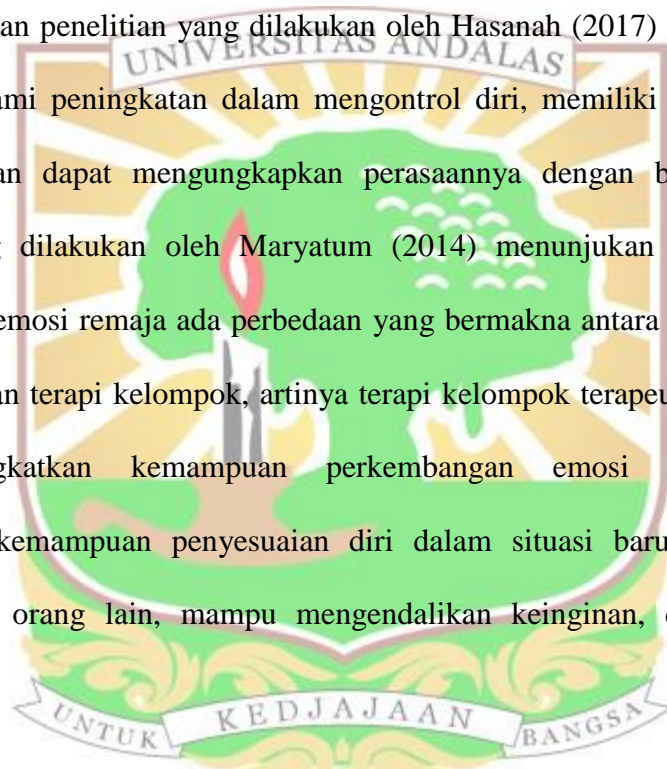 an penelitian yang dilakukan oleh Hasanah (2017)
UNIVERSITAS ANDALAS
ami peningkatan dalam mengontrol diri, memiliki
an dapat mengungkapkan perasaannya dengan b
g dilakukan oleh Maryatum (2014) menunjukan
emosi remaja ada perbedaan yang bermakna antara
an terapi kelompok, artinya terapi kelompok terapeu
gkatkan kemampuan perkembangan emosi
kemampuan penyesuaian diri dalam situasi baru
orang lain, mampu mengendalikan keinginan,
UNTUK KEDJAJAAN BANGSA